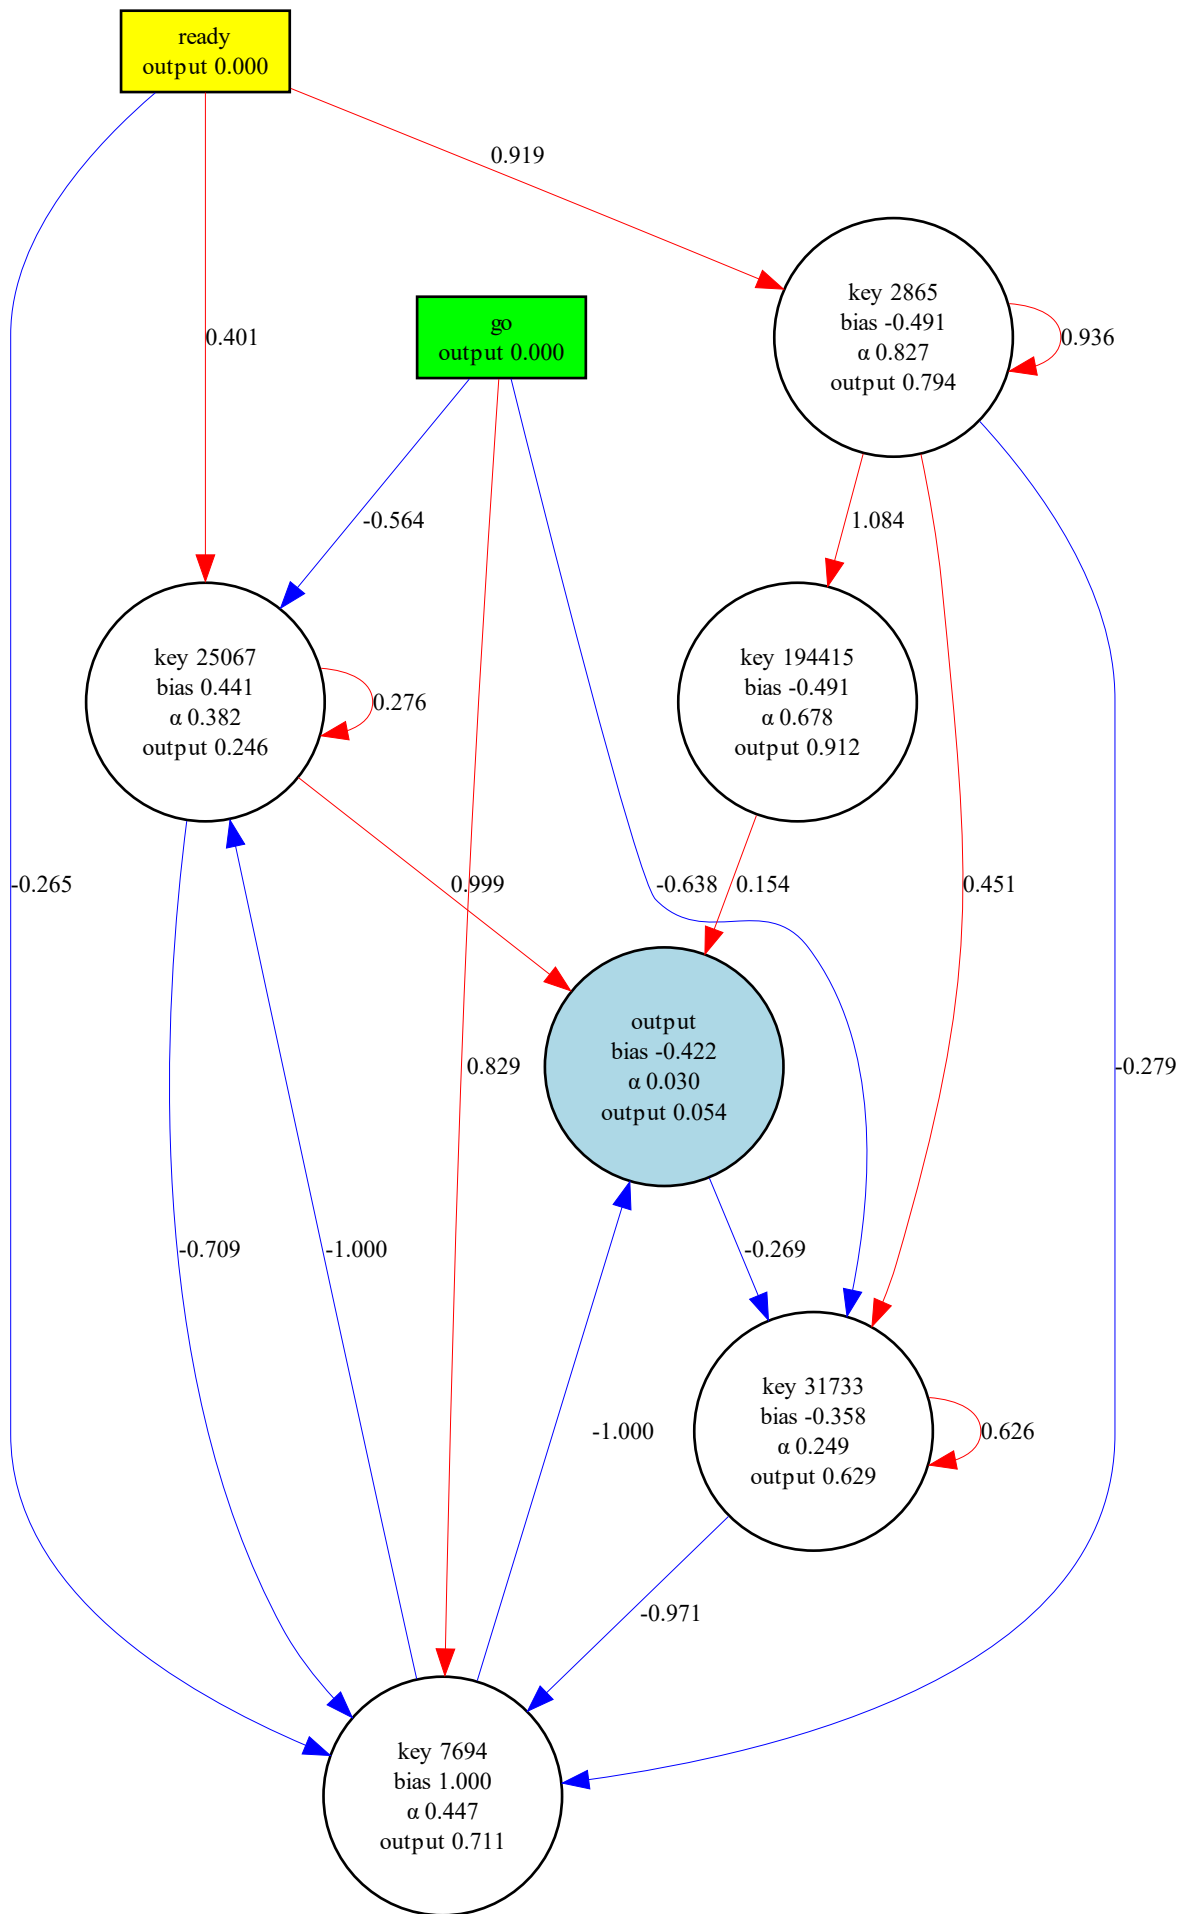 ready
output 0.000
0.919
key 2865
bias -0.491
α 0.827
output 0.794
0.936
go
output 0.000
0.401
-0.564
1.084
key 25067
bias 0.441
α 0.382
output 0.246
0.276
key 194415
bias -0.491
α 0.678
output 0.912
-0.265
0.999
-0.638
0.154
0.451
output
bias -0.422
α 0.030
output 0.054
0.829
-0.279
-0.709
-1.000
-0.269
key 31733
bias -0.358
α 0.249
output 0.629
-1.000
0.626
-0.971
key 7694
bias 1.000
α 0.447
output 0.711